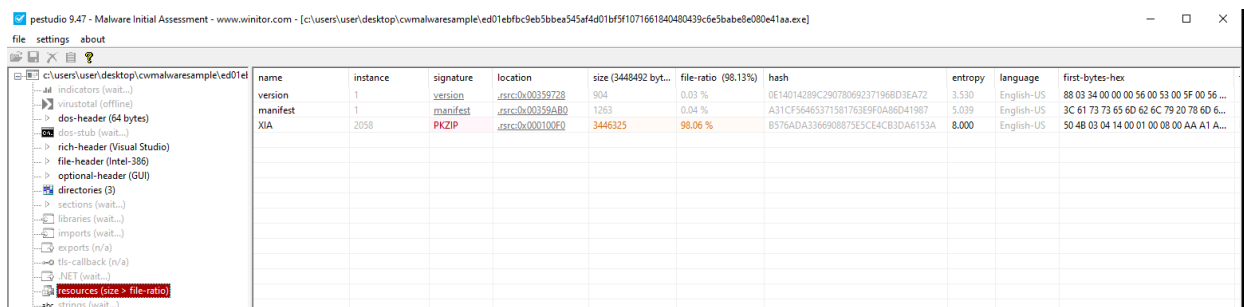 pestudio 9.47 - Malware Initial Assessment - www.winitor.com - [c:\users\user\desktop\cwmalwaresample\ed01ebfbc9eb5bbea545af4d01bf5f1071661840480439c6e5babe8e080e41aa.exe]
file settings about
c:\users\user\desktop\cwmalwaresample\ed01el
indicators (wait...)
virustotal (offline)
dos-header (64 bytes)
dos-stub (wait...)
rich-header (Visual Studio)
file-header (Intel-386)
optional-header (GUI)
directories (3)
sections (wait...)
libraries (wait...)
imports (wait...)
exports (n/a)
tls-callback (n/a)
.NET (wait...)
resources (size > file-ratio)
abc strings (wait...)
name instance signature location size (3448492 byt... file-ratio (98.13%) hash entropy language first-bytes-hex
version 1 version .rsrc:0x00359728 904 0.03 % 0E14014289C29078069237196BD3EA72 3.530 English-US 88 03 34 00 00 00 56 00 53 00 5F 00 56 ...
manifest 1 manifest .rsrc:0x00359AB0 1263 0.04 % A31CF56465371581763E9F0A86D41987 5.039 English-US 3C 61 73 73 65 6D 62 6C 79 20 78 6D 6...
XIA 2058 PKZIP .rsrc:0x000100F0 3446325 98.06 % B576ADA3366908875E5CE4CB3DA6153A 8.000 English-US 50 4B 03 04 14 00 01 00 08 00 AA A1 A...